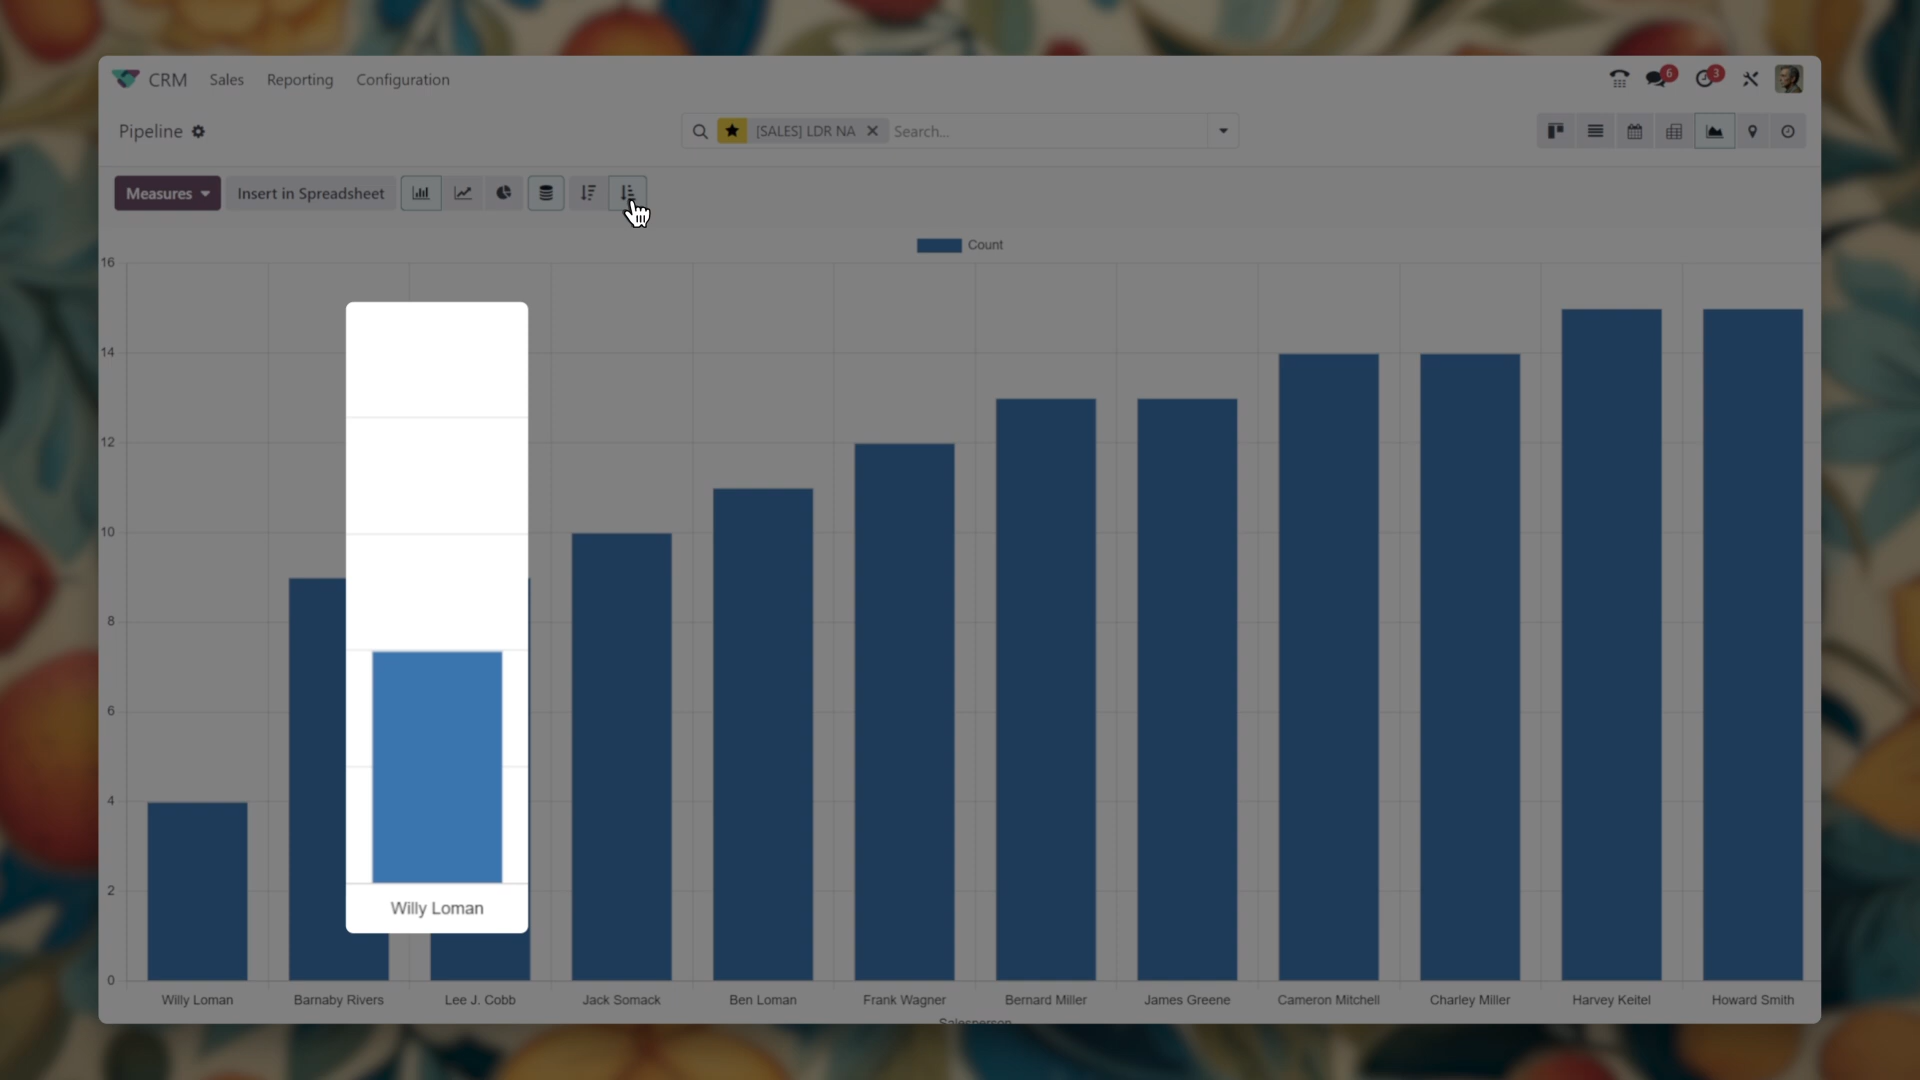 CRM Sales Reporting Configuration 6 3
Pipeline [SALES] LDR NA Search...
Measures Insert in Spreadsheet
Count
16
14
12
10
8
6
4
2
0
Willy Loman
Willy Loman Barnaby Rivers Lee J. Cobb Jack Somack Ben Loman Frank Wagner Bernard Miller James Greene Cameron Mitchell Charley Miller Harvey Keitel Howard Smith
Salesperson